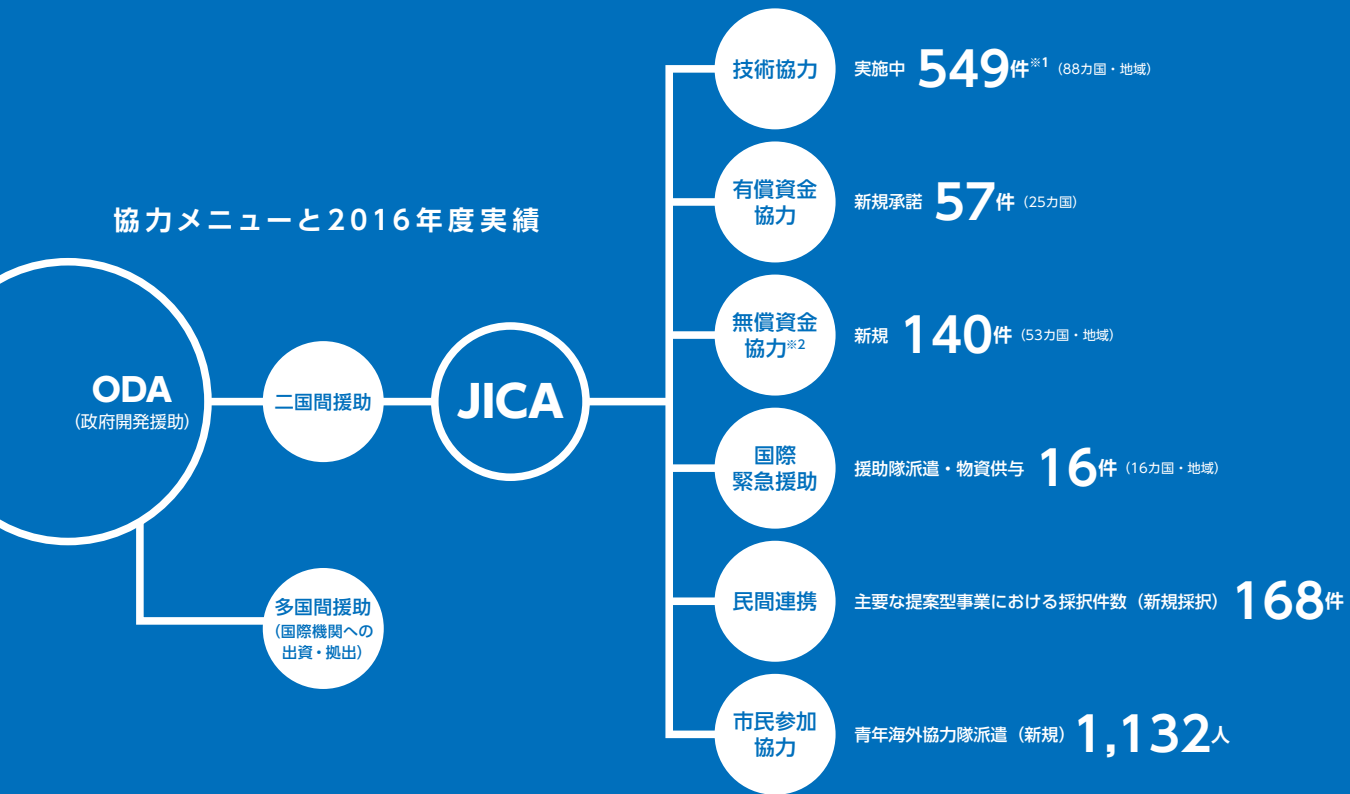 協力メニューと2016年度実績
ODA
（政府開発援助）
二国間援助
JICA
多国間援助
（国際機関への
出資・拠出）
技術協力
実施中 549件※1（88カ国・地域）
有償資金
協力
新規承諾 57件（25カ国）
無償資金
協力※2
新規 140件（53カ国・地域）
国際
緊急援助
援助隊派遣・物資供与 16件（16カ国・地域）
民間連携
主要な提案型事業における採択件数（新規採択） 168件
市民参加
協力
青年海外協力隊派遣（新規） 1,132人